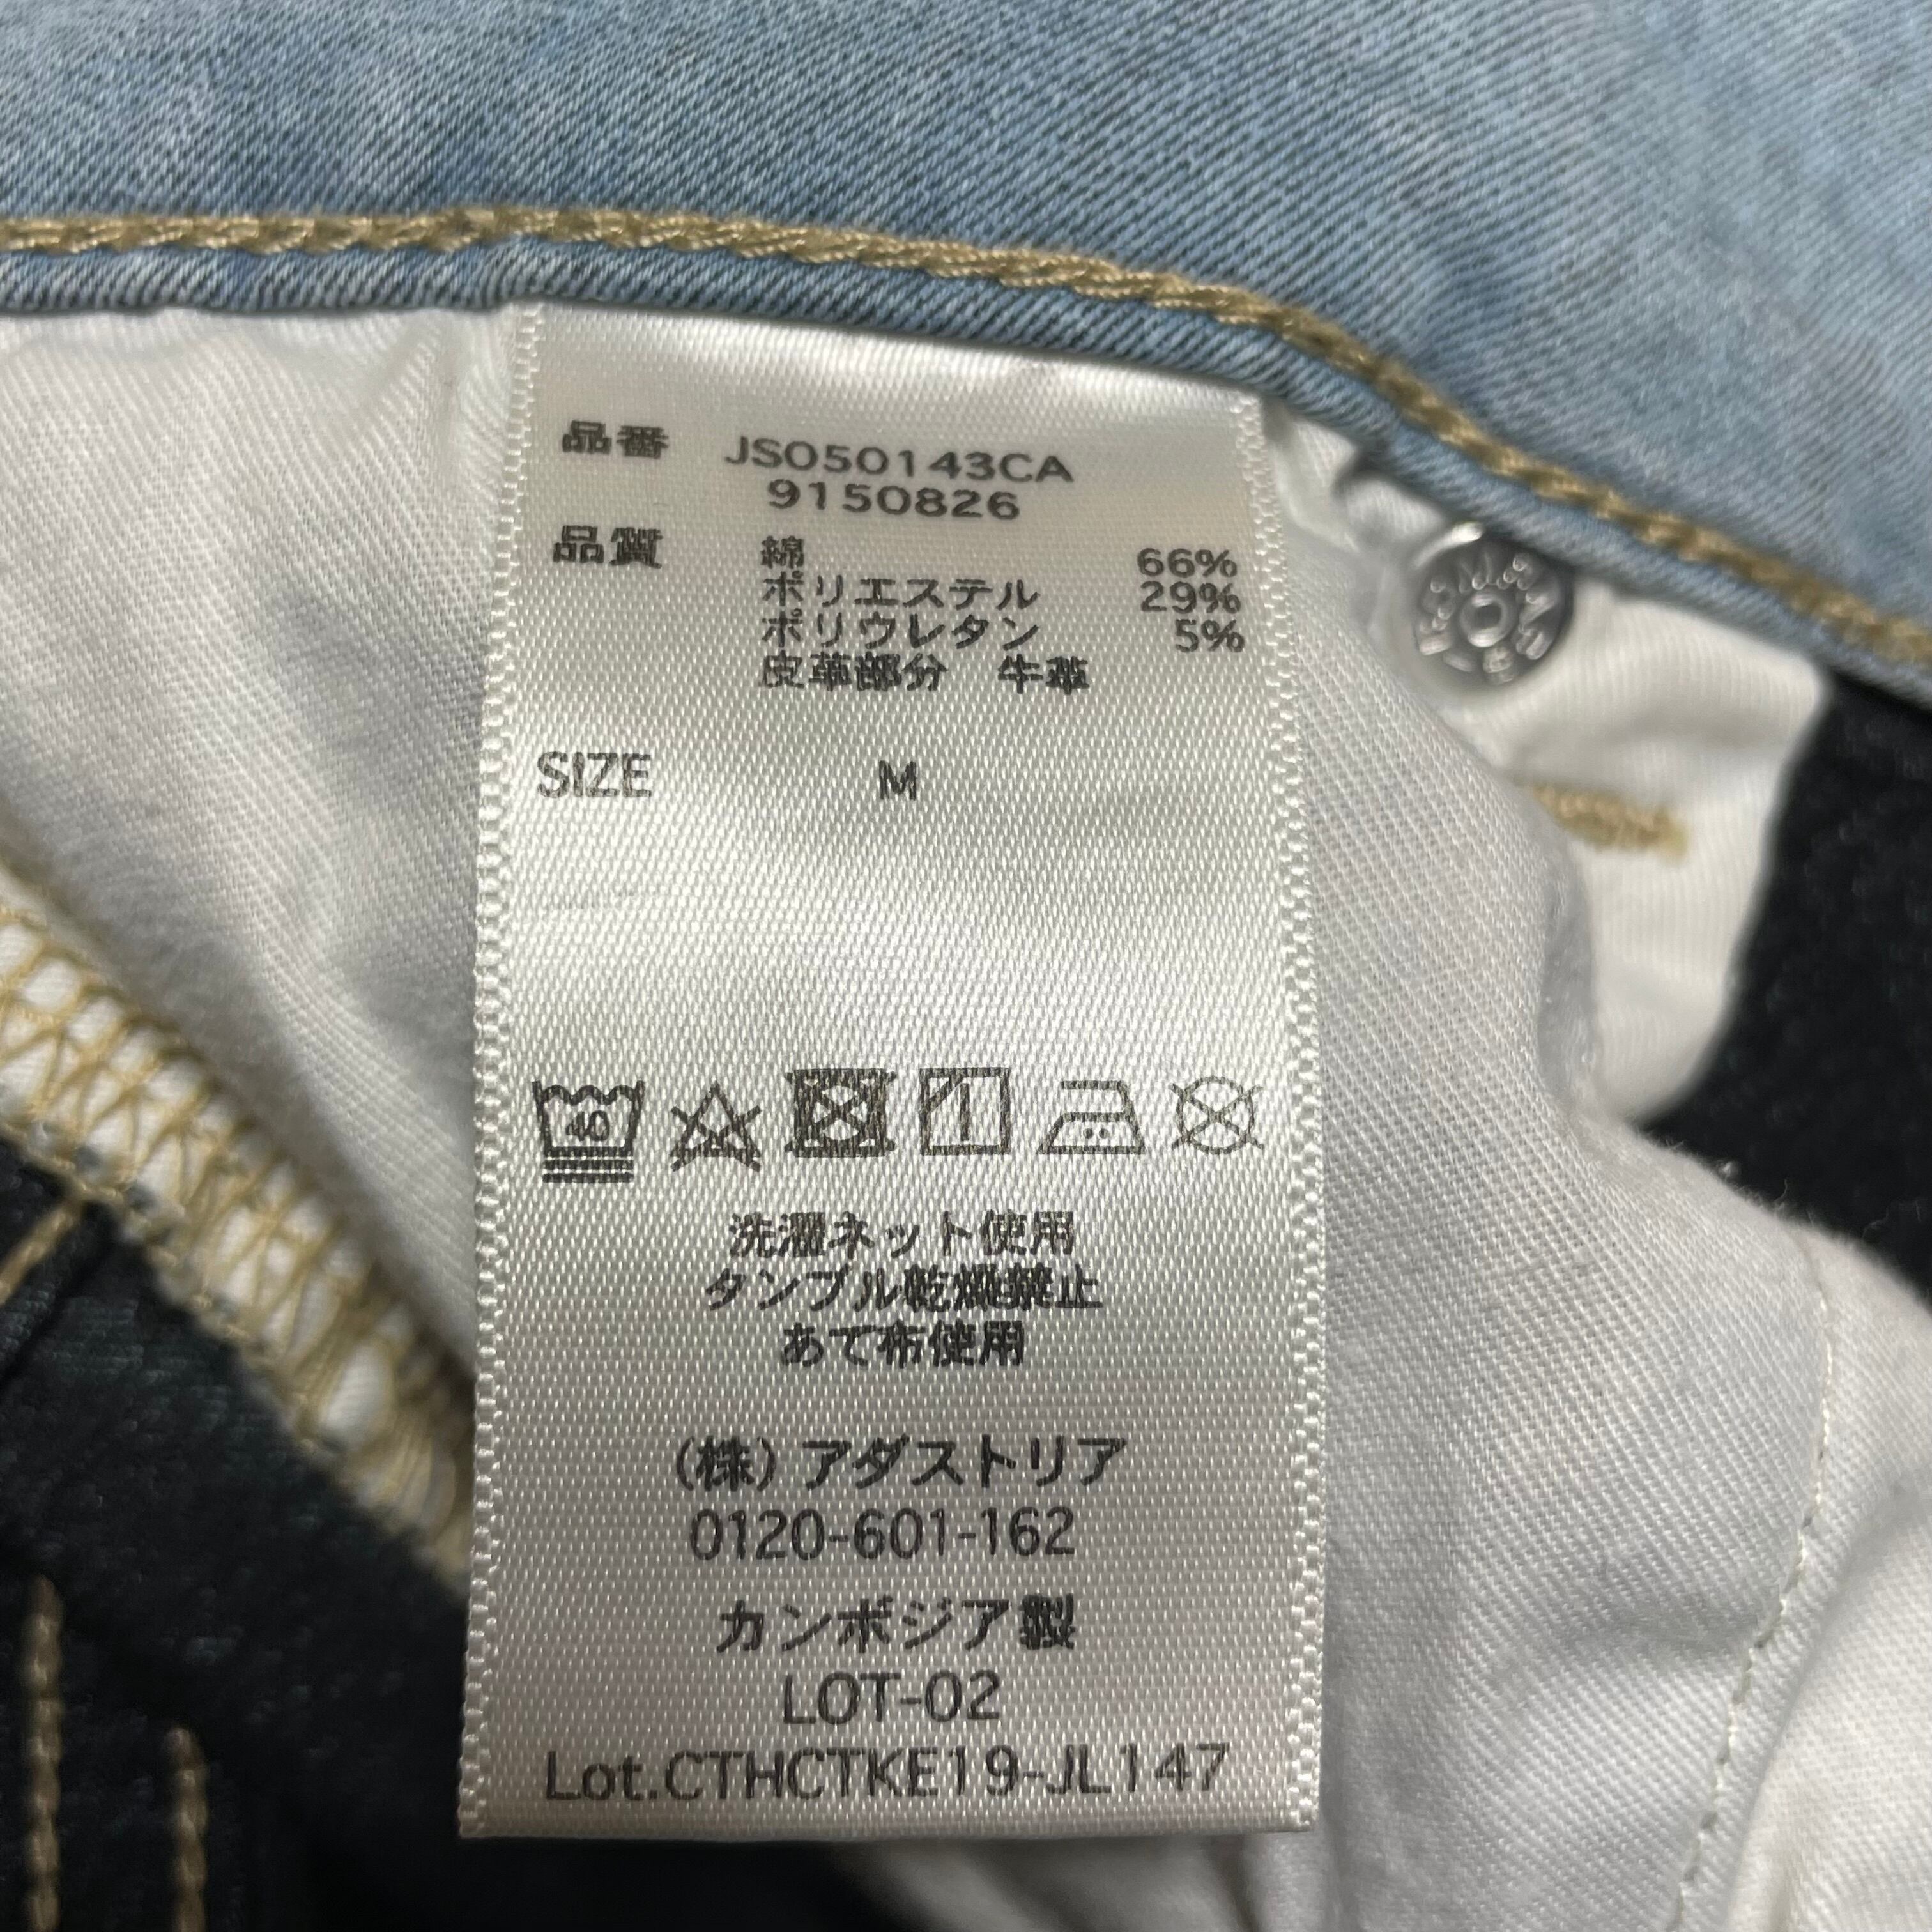 品番 JS050143CA
9150826
品質 綿 66%
ポリエステル 29%
ポリウレタン 5%
皮革部分 牛革
SIZE M
40
洗濯ネット使用
タンブル乾燥禁止
あて布使用
(株)アダストリア
0120-601-162
カンボジア製
LOT-02
Lot.CTHCTKE19-JL147